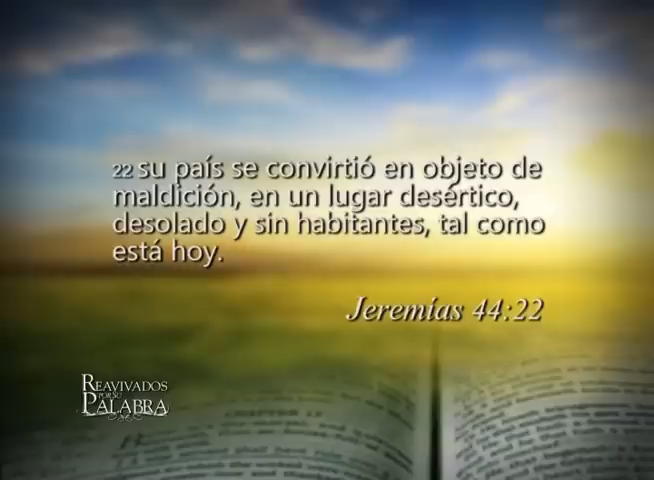 22 su país se convirtió en objeto de
maldición, en un lugar desértico,
desolado y sin habitantes, tal como
está hoy.
Jeremías 44:22
REAVIVADOS
POR SU
PALABRA